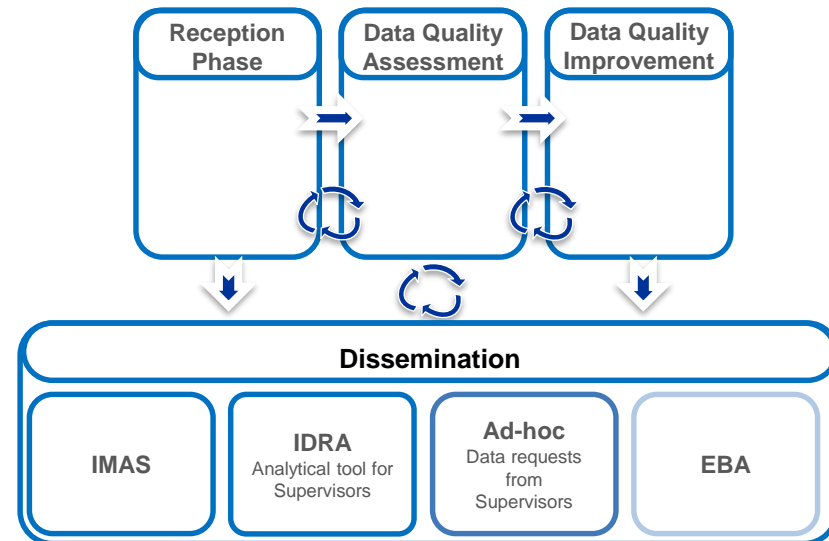 Reception
Phase
Data Quality
Assessment
Data Quality
Improvement
Dissemination
IMAS
IDRA
Analytical tool for
Supervisors
Ad-hoc
Data requests
from
Supervisors
EBA